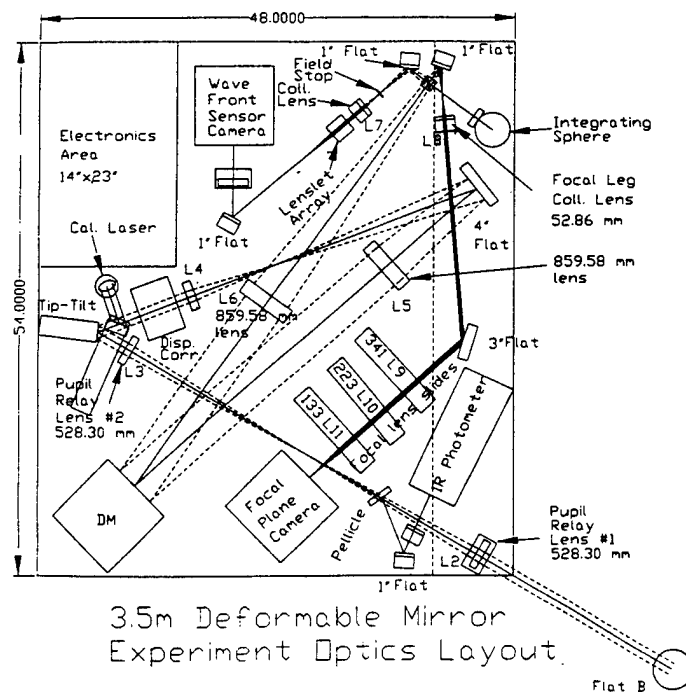 48.0000
54.0000
1" Flat
1" Flat
Field
Stop
Coll.
Lens
Wave
Front
Sensor
Camera
L7
L8
Integrating
Sphere
Electronics
Area
14"x23"
Lenslet
Array
Focal Leg
Coll. Lens
52.86 mm
1" Flat
4"
Flat
Cal. Laser
L4
L6
859.58 mm
lens
859.58 mm
lens
L5
Tip-Tilt
Disp.
Corr.
L3
3" Flat
Pupil
Relay
Lens #2
528.30 mm
341 L9
223 L10
133 L11
Focal Lens Slides
IR Photometer
DM
Focal
Plane
Camera
Pellicle
Pupil
Relay
Lens #1
528.30 mm
L2
1" Flat
3.5m Deformable Mirror
Experiment Optics Layout
Flat B